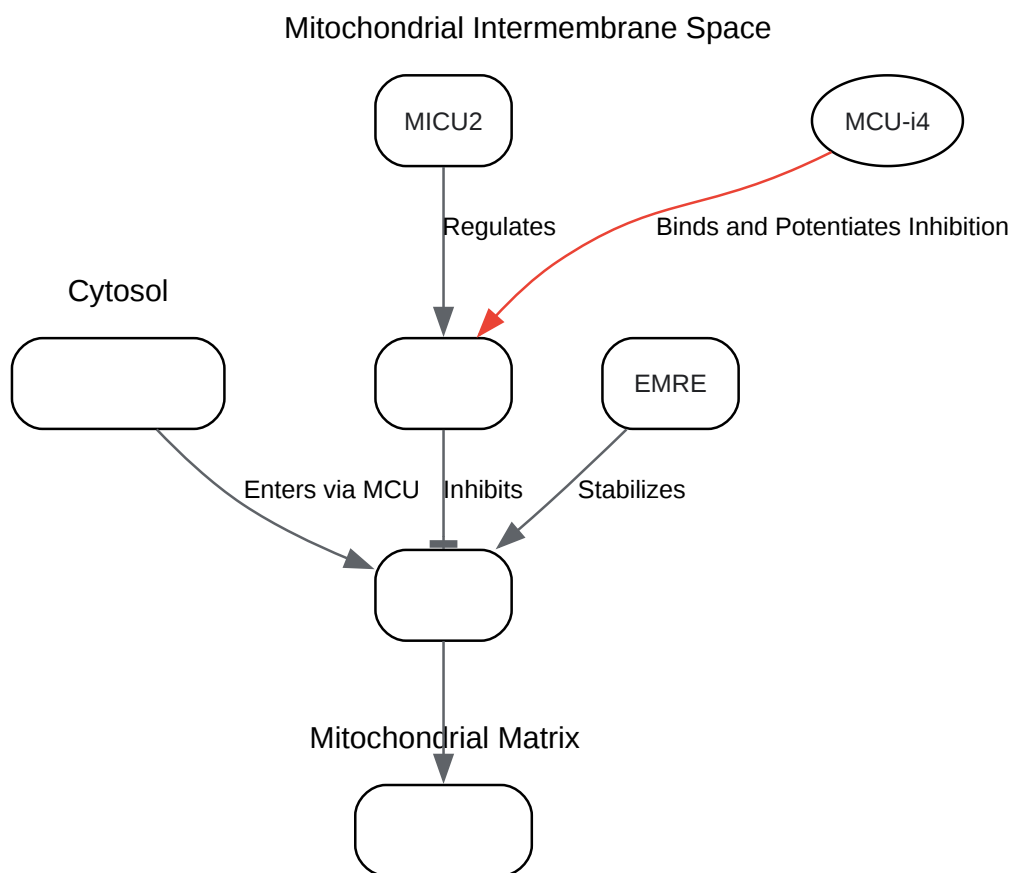 Mitochondrial Intermembrane Space
MICU2
MCU-i4
Regulates
Binds and Potentiates Inhibition
Cytosol
EMRE
Enters via MCU
Inhibits
Stabilizes
Mitochondrial Matrix